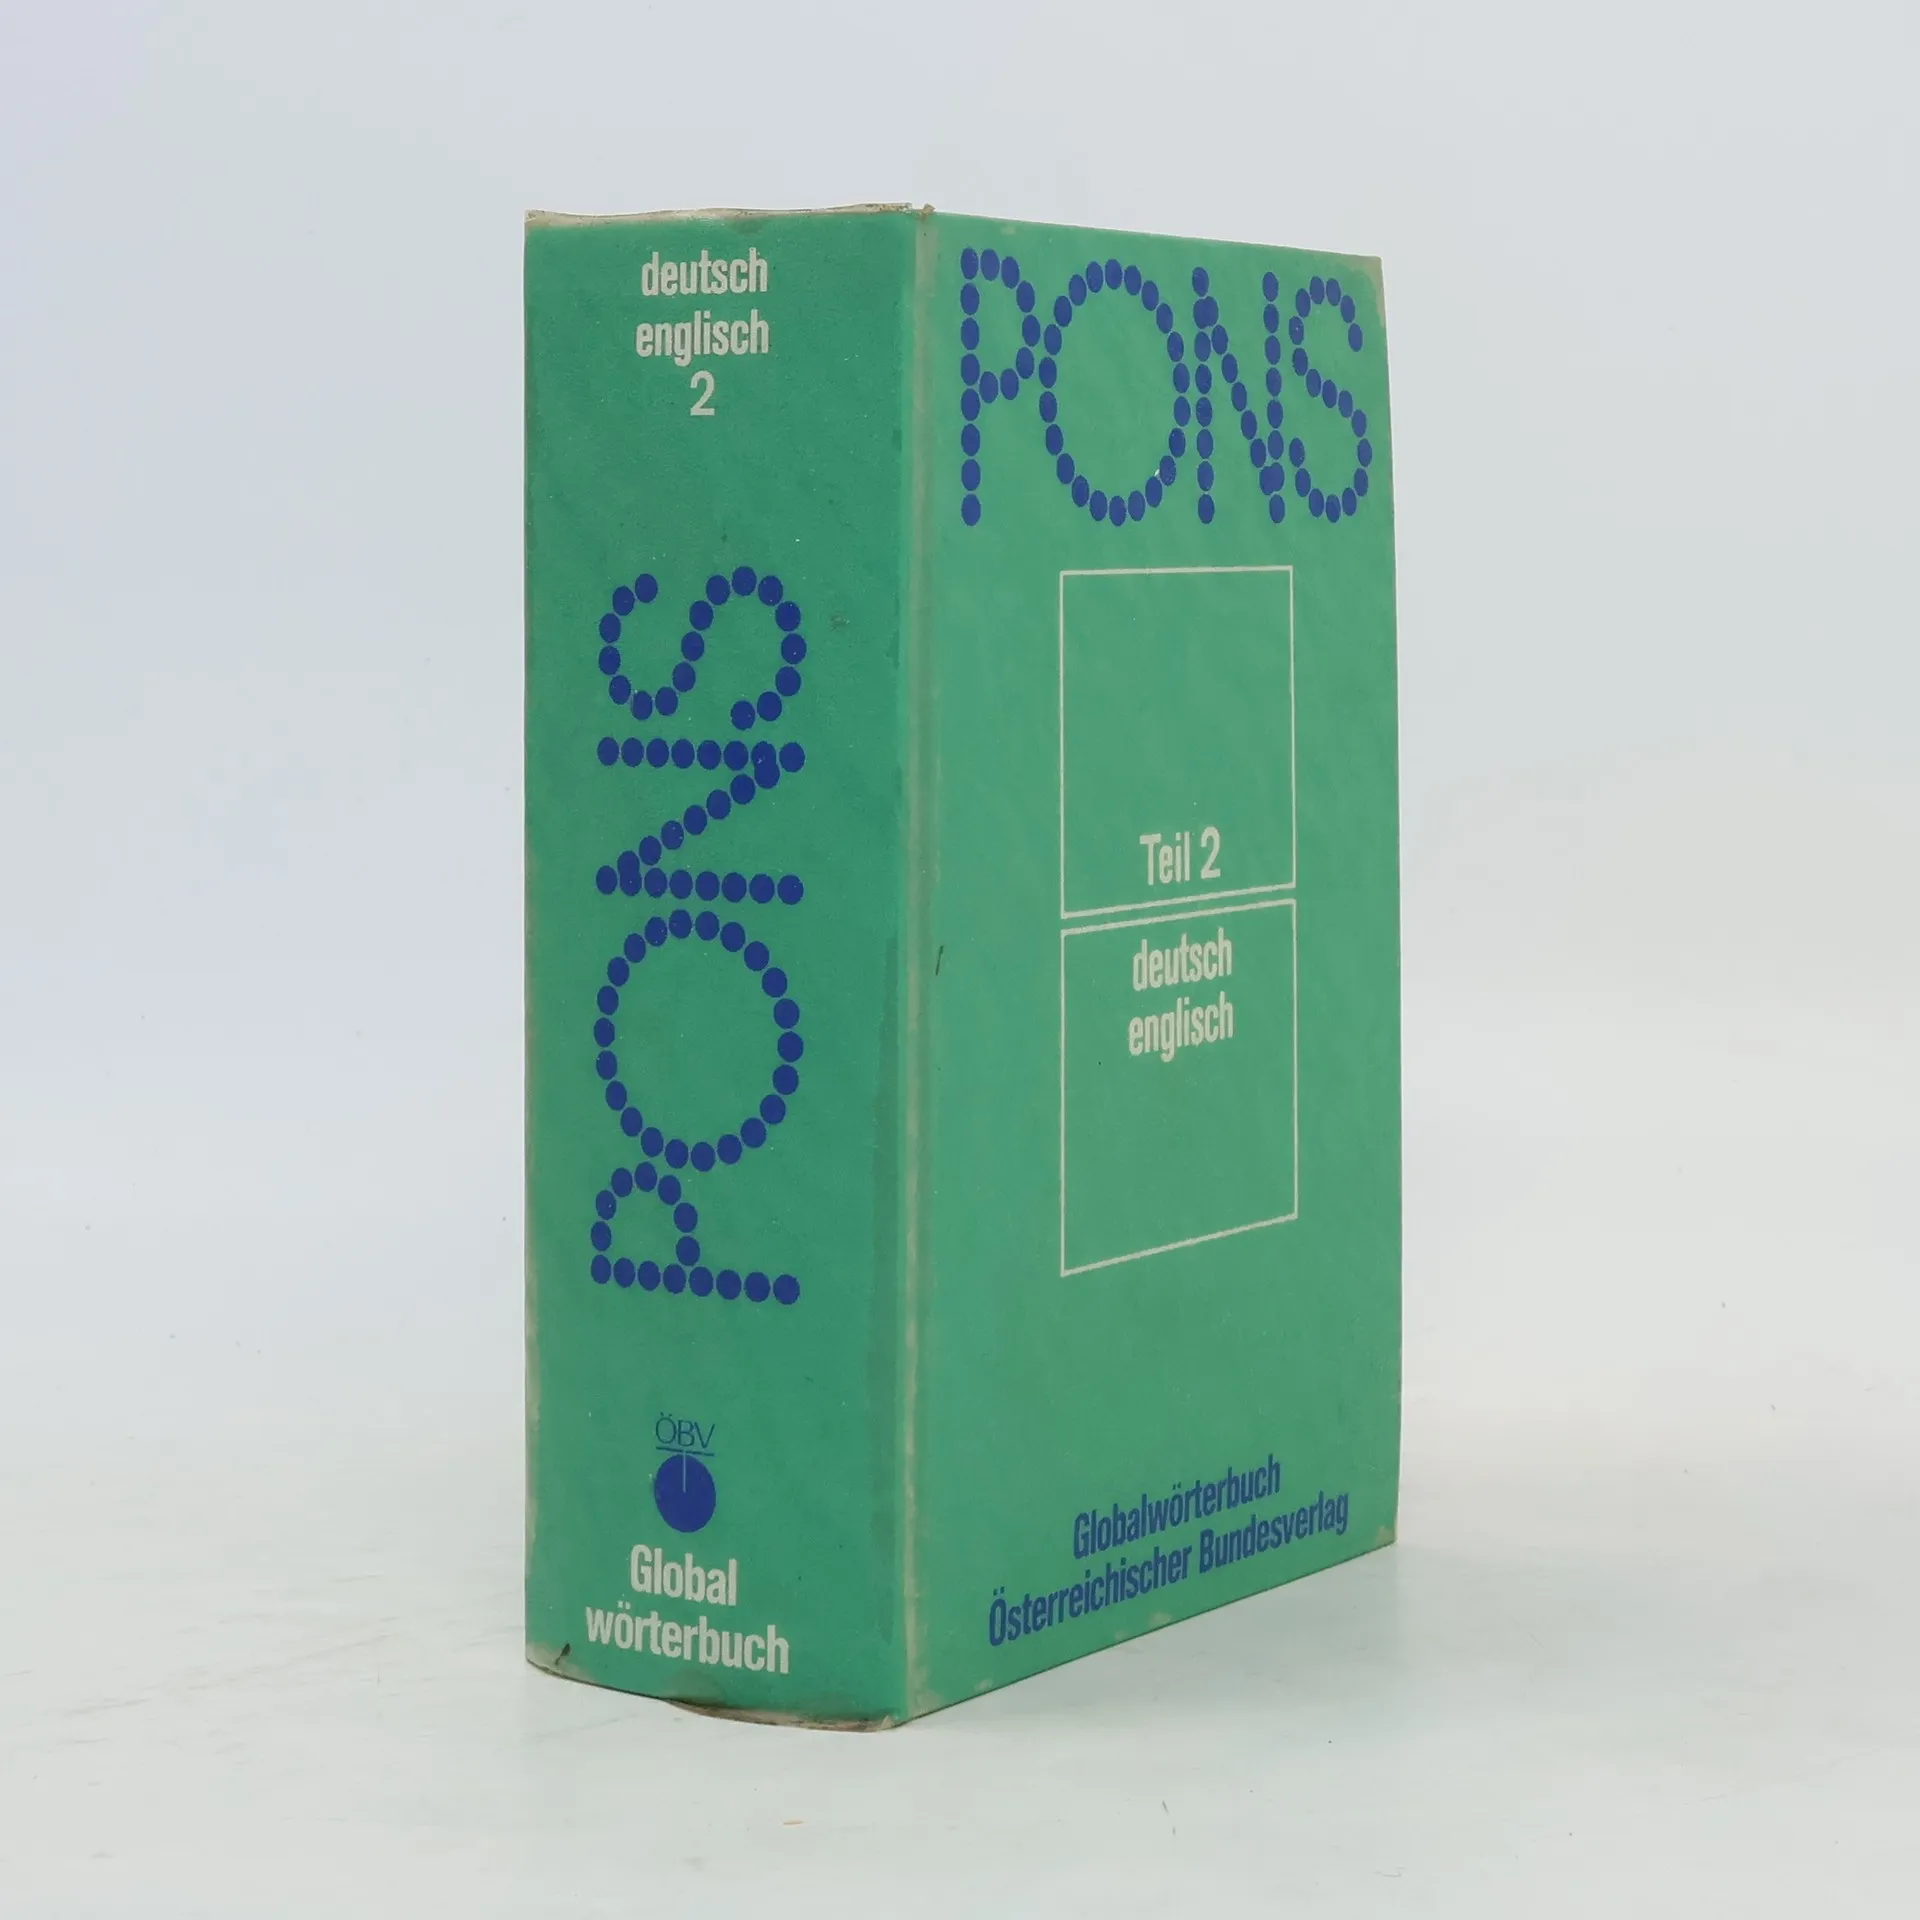 deutsch
englisch
2
PONS
ÖBV
Global
wörterbuch
PONS
Teil 2
deutsch
englisch
Globalwörterbuch
Österreichischer Bundesverlag